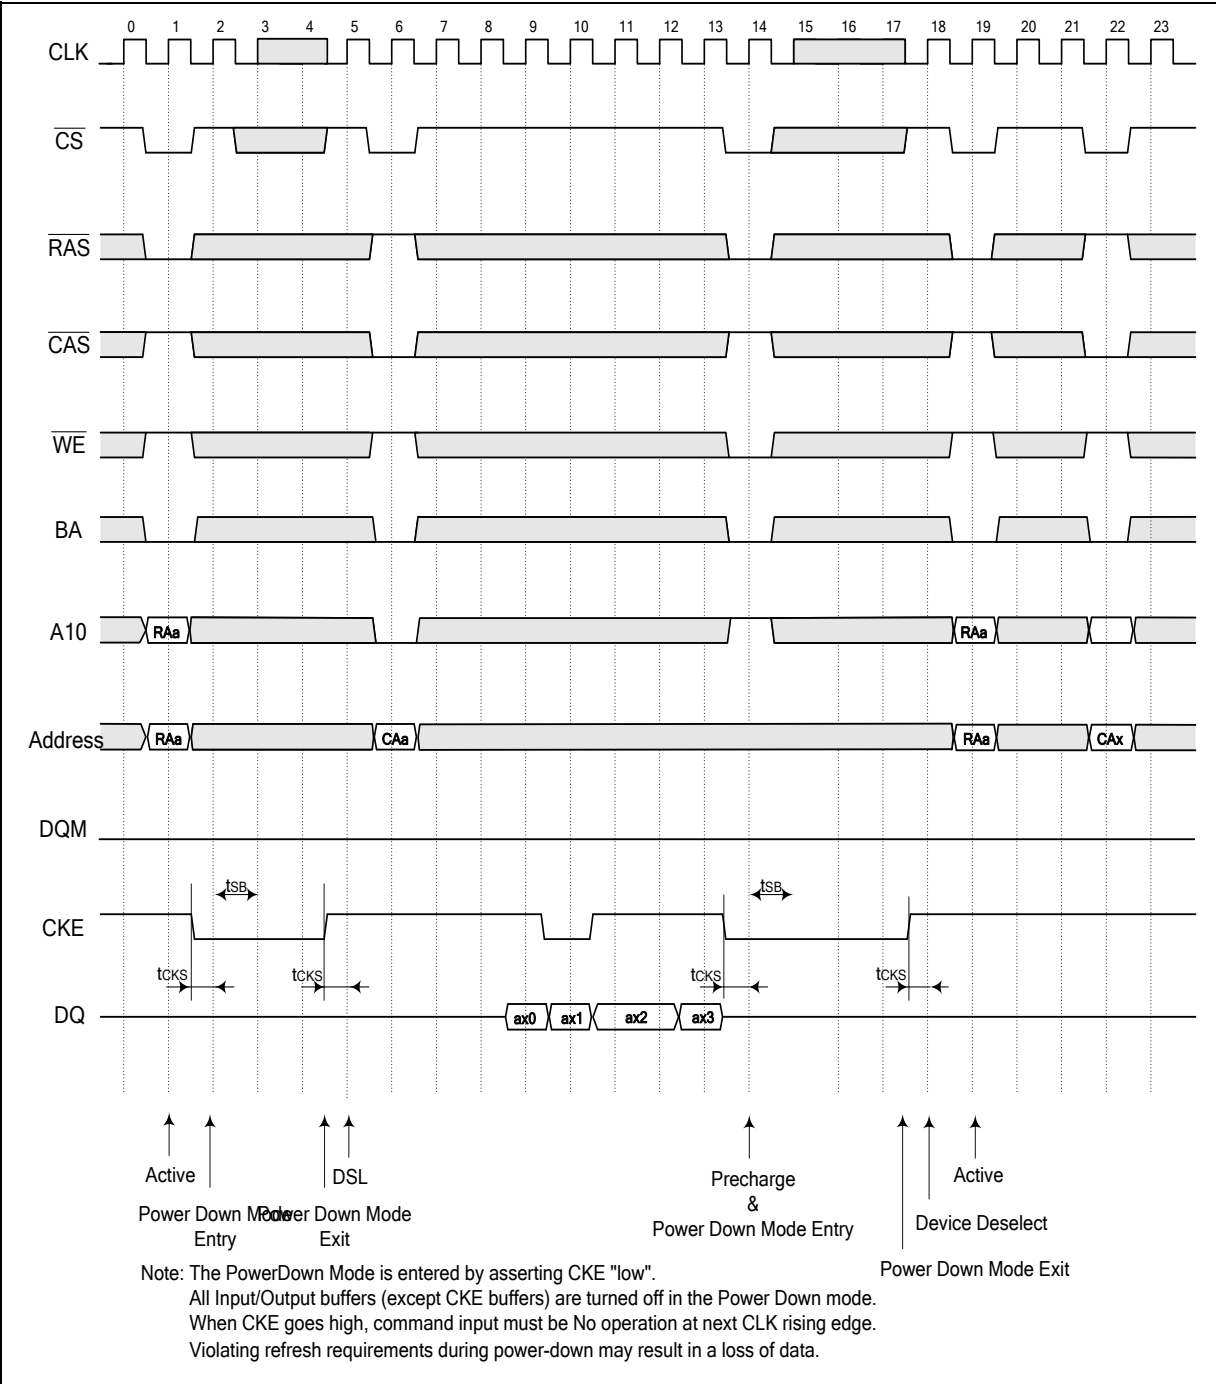 0 1 2 3 4 5 6 7 8 9 10 11 12 13 14 15 16 17 18 19 20 21 22 23
CLK
CS
RAS
CAS
WE
BA
A10 RAa RAa
Address RAa CAa RAa CAx
DQM
tSB tSB
CKE
tCKS tCKS tCKS tCKS
DQ ax0 ax1 ax2 ax3
Active DSL Precharge Active
&
Power Down Mode Power Down Mode Power Down Mode Entry Device Deselect
Entry Exit
Power Down Mode Exit
Note: The PowerDown Mode is entered by asserting CKE "low".
All Input/Output buffers (except CKE buffers) are turned off in the Power Down mode.
When CKE goes high, command input must be No operation at next CLK rising edge.
Violating refresh requirements during power-down may result in a loss of data.